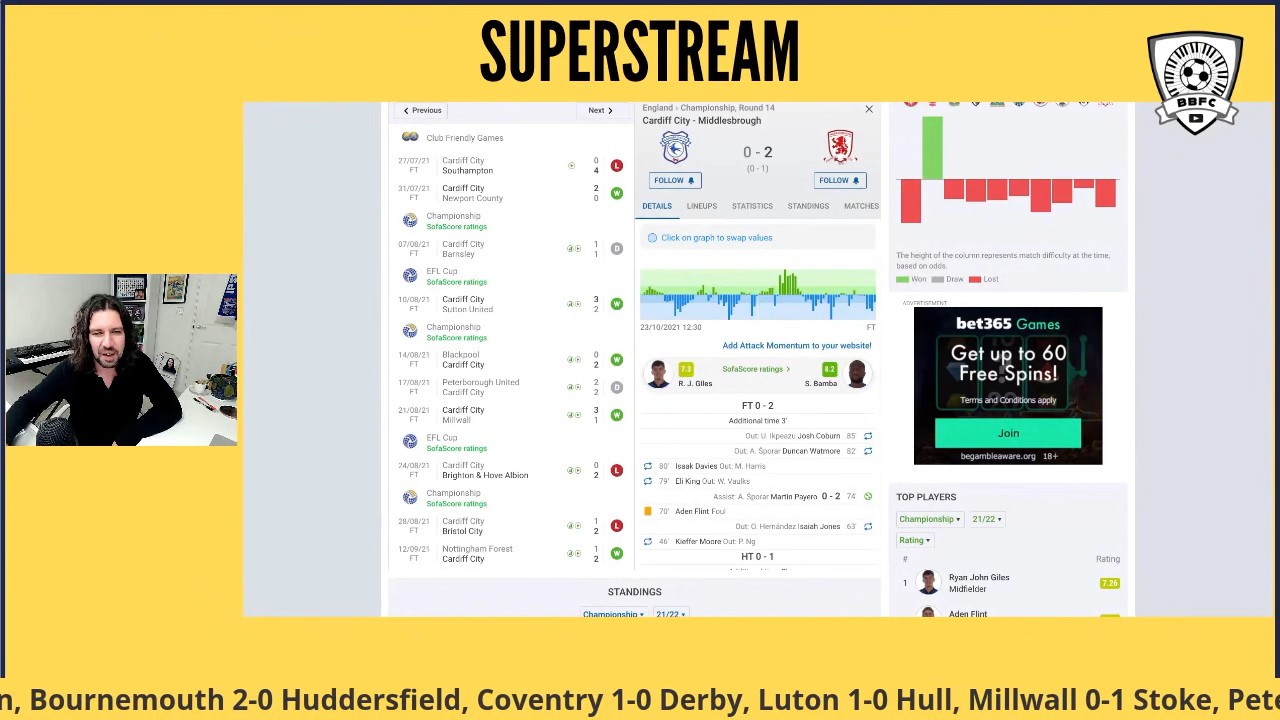 SUPERSTREAM
BBFC
Previous
Next
Club Friendly Games
27/07/21 Cardiff City 0
FT Southampton 4
L
31/07/21 Cardiff City 2
FT Newport County 0
W
Championship
SofaScore ratings
07/08/21 Cardiff City 1
FT Barnsley 1
D
EFL Cup
SofaScore ratings
10/08/21 Cardiff City 3
FT Sutton United 2
W
Championship
SofaScore ratings
14/08/21 Blackpool 0
FT Cardiff City 2
W
17/08/21 Peterborough United 2
FT Cardiff City 2
D
21/08/21 Cardiff City 3
FT Millwall 1
W
EFL Cup
SofaScore ratings
24/08/21 Cardiff City 0
FT Brighton & Hove Albion 2
L
Championship
SofaScore ratings
28/08/21 Cardiff City 1
FT Bristol City 2
L
12/09/21 Nottingham Forest 1
FT Cardiff City 2
W
England › Championship, Round 14
Cardiff City - Middlesbrough
0 - 2
(0 - 1)
FOLLOW
FOLLOW
DETAILS LINEUPS STATISTICS STANDINGS MATCHES
Click on graph to swap values
23/10/2021 12:30 FT
Add Attack Momentum to your website!
7.3 SofaScore ratings 8.2
R. J. Giles S. Bamba
FT 0 - 2
Additional time 3'
Out: U. Ikpeazu Josh Coburn 85'
Out: A. Šporar Duncan Watmore 82'
80' Isaak Davies Out: M. Harris
79' Eli King Out: W. Vaulks
Assist: A. Šporar Martin Payero 0 - 2 74'
70' Aden Flint Foul
Out: O. Hernández Isaiah Jones 63'
46' Kieffer Moore Out: P. Ng
HT 0 - 1
STANDINGS
Championship 21/22
The height of the column represents match difficulty at the time,
based on odds.
Won Draw Lost
ADVERTISEMENT
bet365 Games
Get up to 60
Free Spins!
Terms and Conditions apply
Join
begambleaware.org 18+
TOP PLAYERS
Championship 21/22
Rating
# Rating
1 Ryan John Giles 7.26
Midfielder
Aden Flint
n, Bournemouth 2-0 Huddersfield, Coventry 1-0 Derby, Luton 1-0 Hull, Millwall 0-1 Stoke, Pete